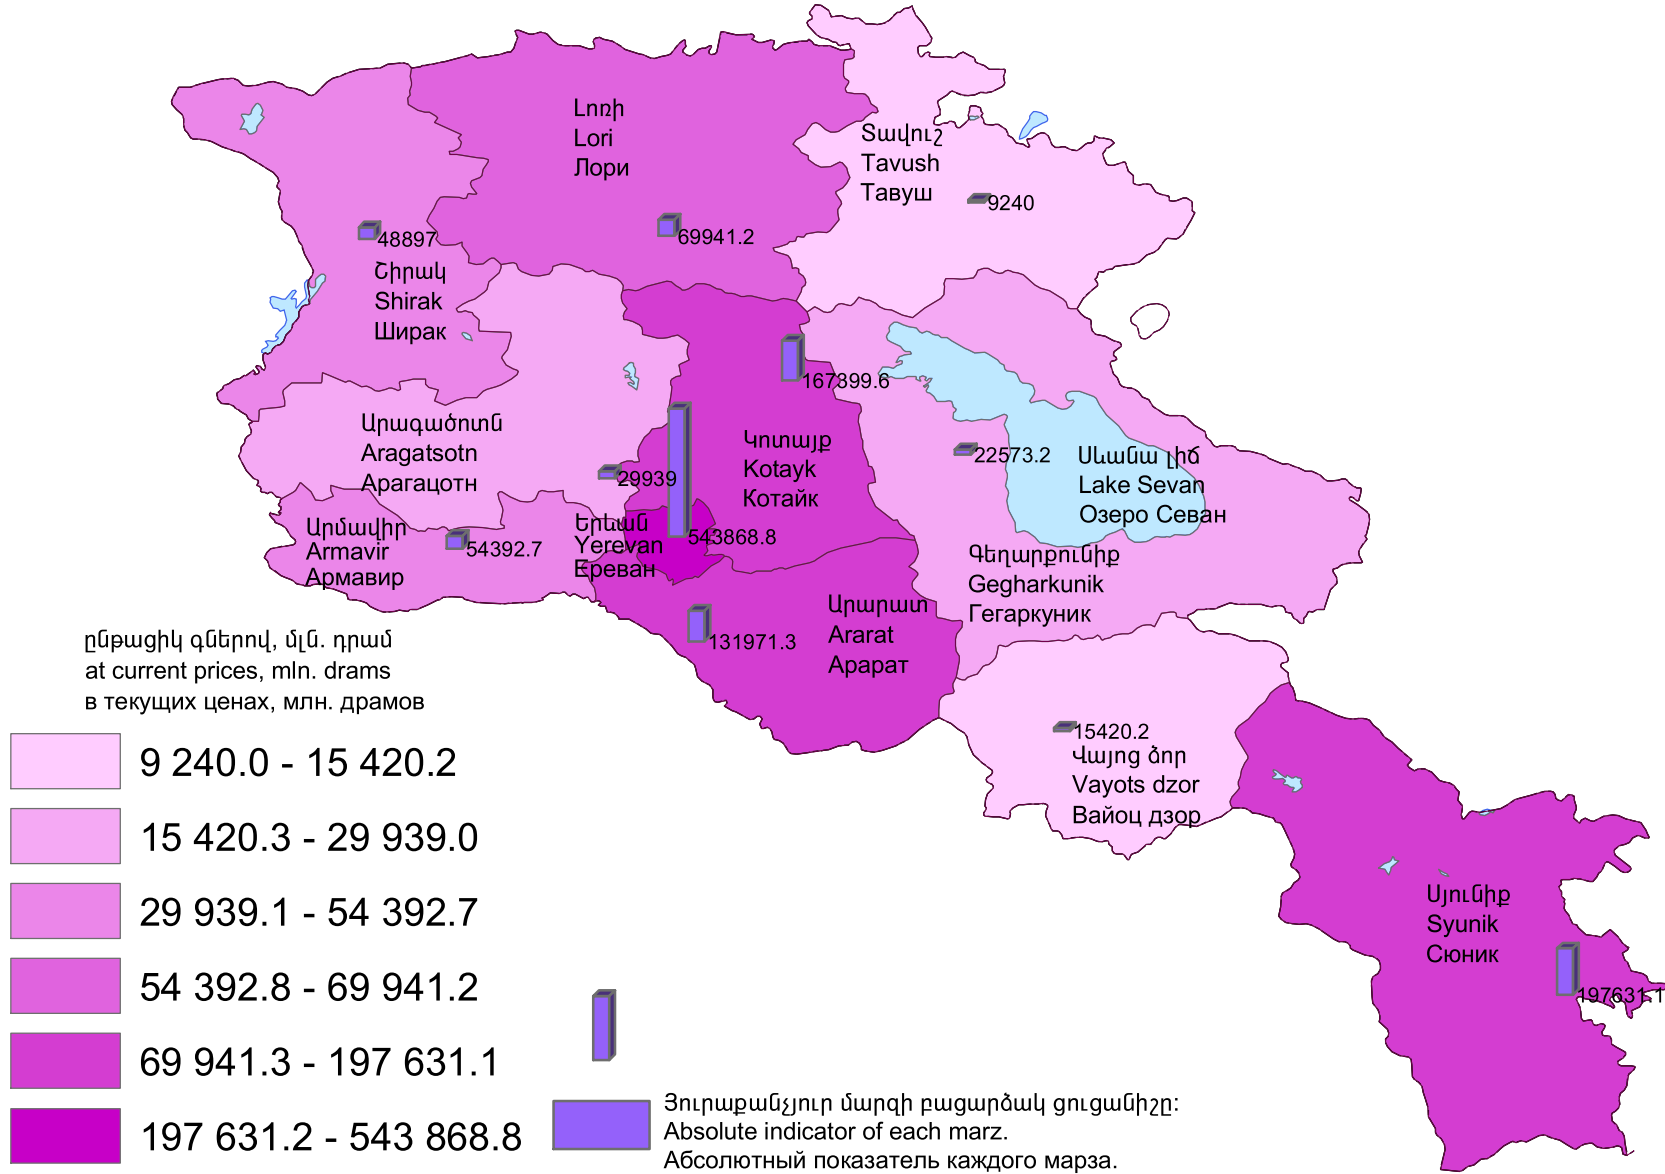 Լոռի
Lori
Лори
Տավուշ
Tavush
Тавуш
9240
48897
69941.2
Շիրակ
Shirak
Ширак
167399.6
Արագածոտն
Aragatsotn
Арагацотн
29939
Կոտայք
Kotayk
Котайк
22573.2
Սևանա լիճ
Lake Sevan
Озеро Севан
Արմավիր
Armavir
Армавир
54392.7
Երևան
Yerevan
Ереван
543868.8
Գեղարքունիք
Gegharkunik
Гегаркуник
Արարատ
Ararat
Арарат
131971.3
15420.2
Վայոց ձոր
Vayots dzor
Вайоц дзор
Սյունիք
Syunik
Сюник
197631.1
ընթացիկ գներով, մլն. դրամ
at current prices, mln. drams
в текущих ценах, млн. драмов
9 240.0 - 15 420.2
15 420.3 - 29 939.0
29 939.1 - 54 392.7
54 392.8 - 69 941.2
69 941.3 - 197 631.1
197 631.2 - 543 868.8
Յուրաքանչյուր մարզի բացարձակ ցուցանիշը:
Absolute indicator of each marz.
Абсолютный показатель каждого марза.